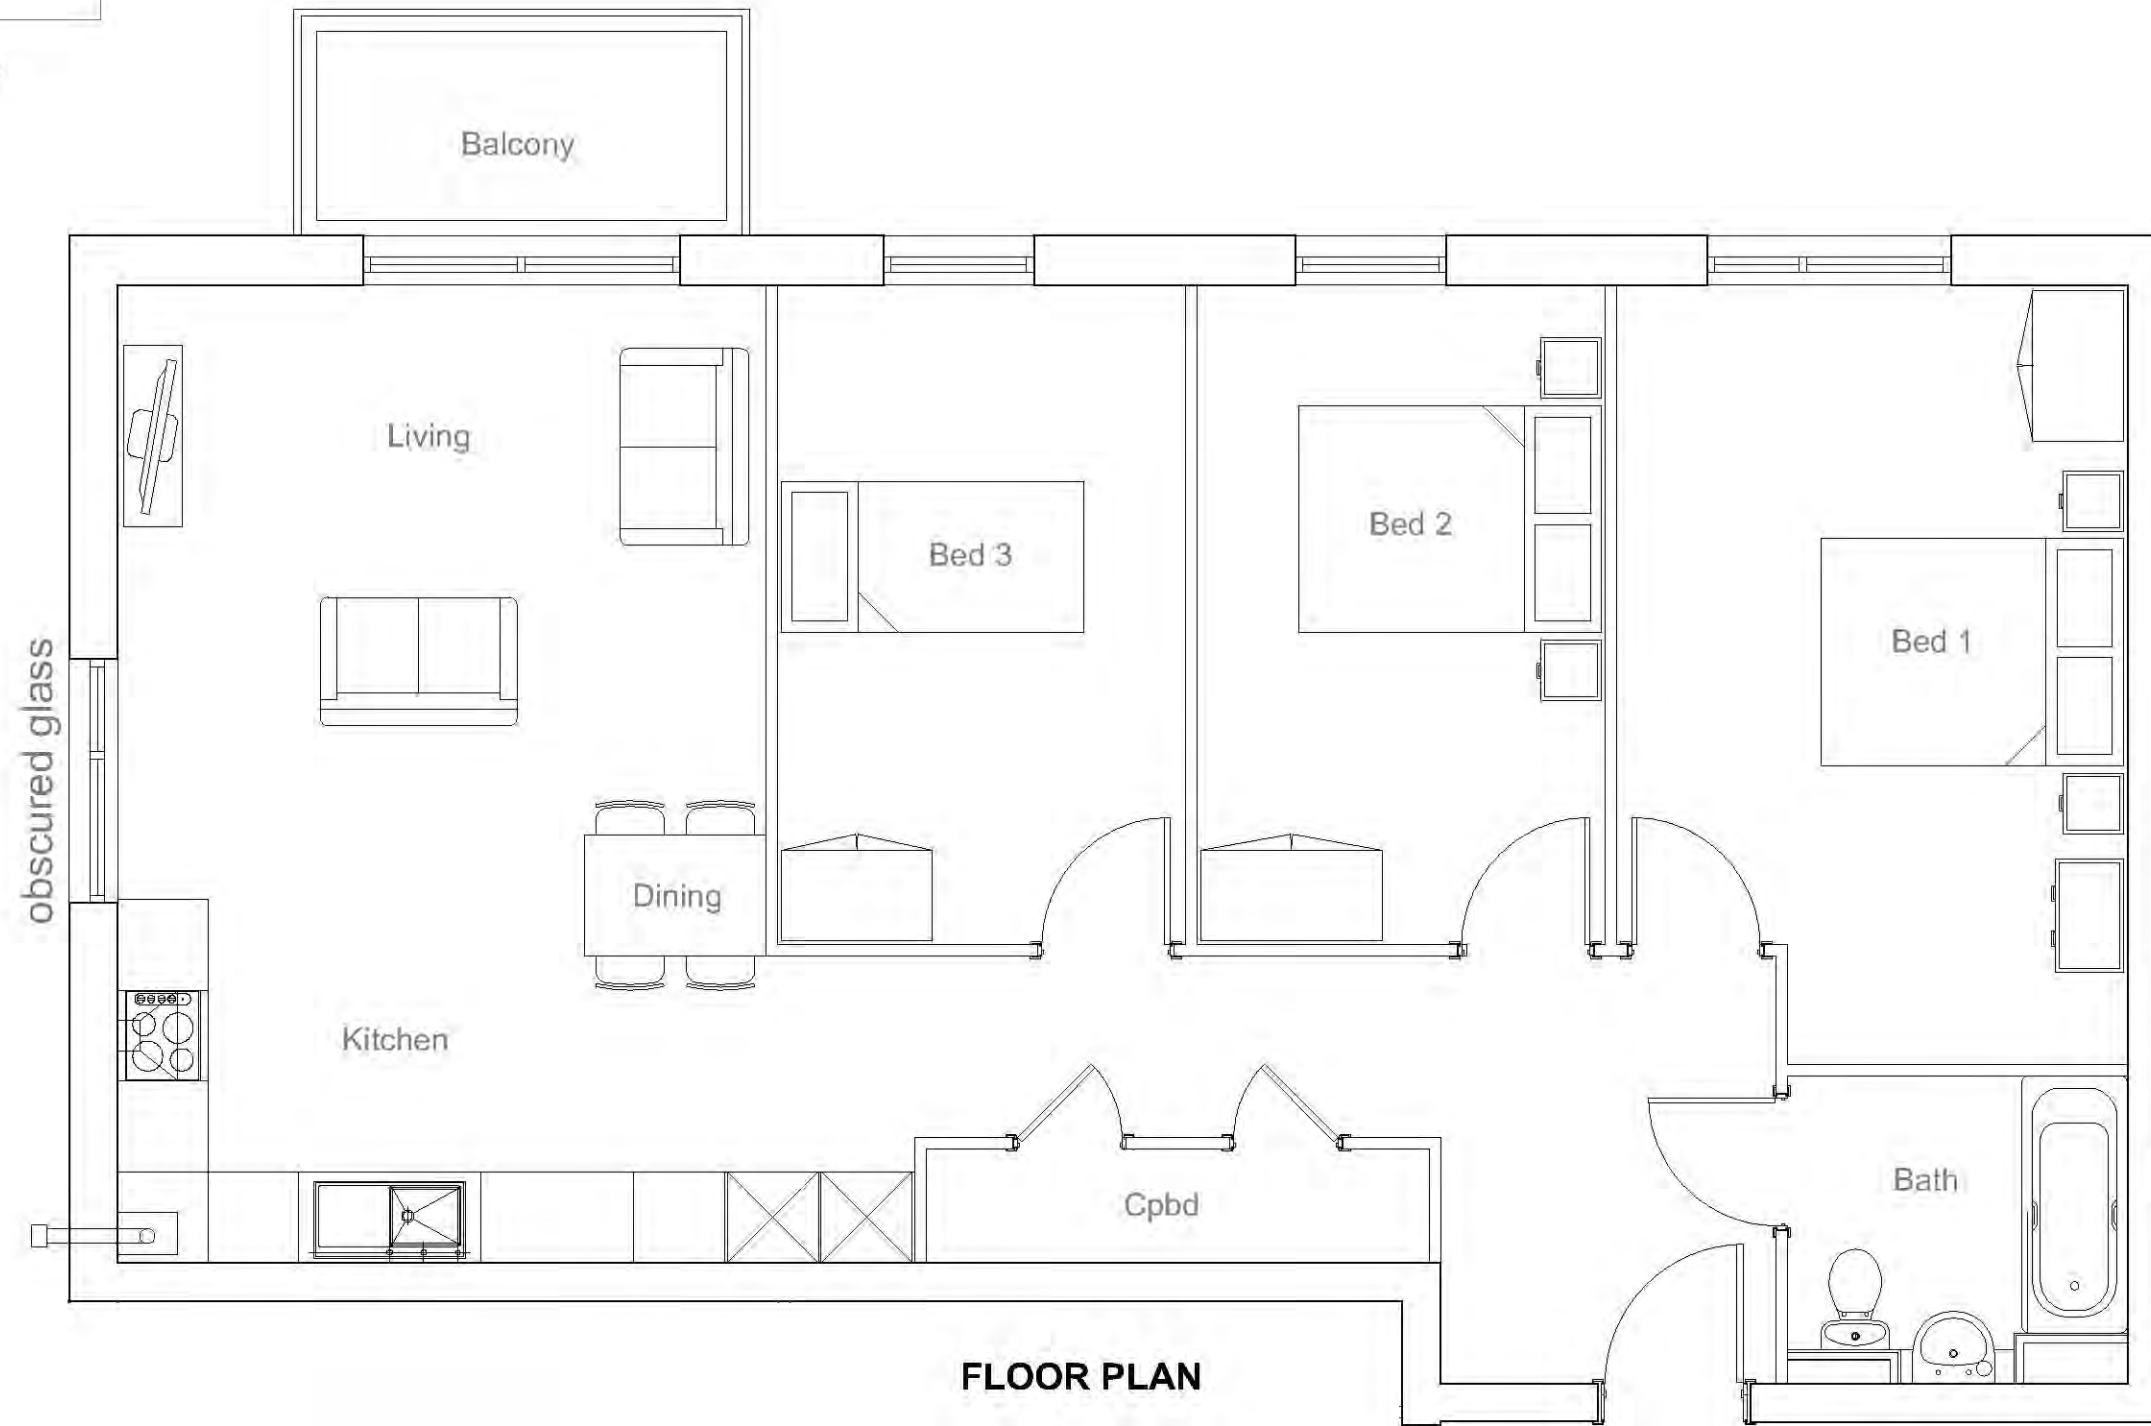 Balcony
Living
Bed 3
Bed 2
Bed 1
obscured glass
Dining
Kitchen
Cpbd
Bath
FLOOR PLAN